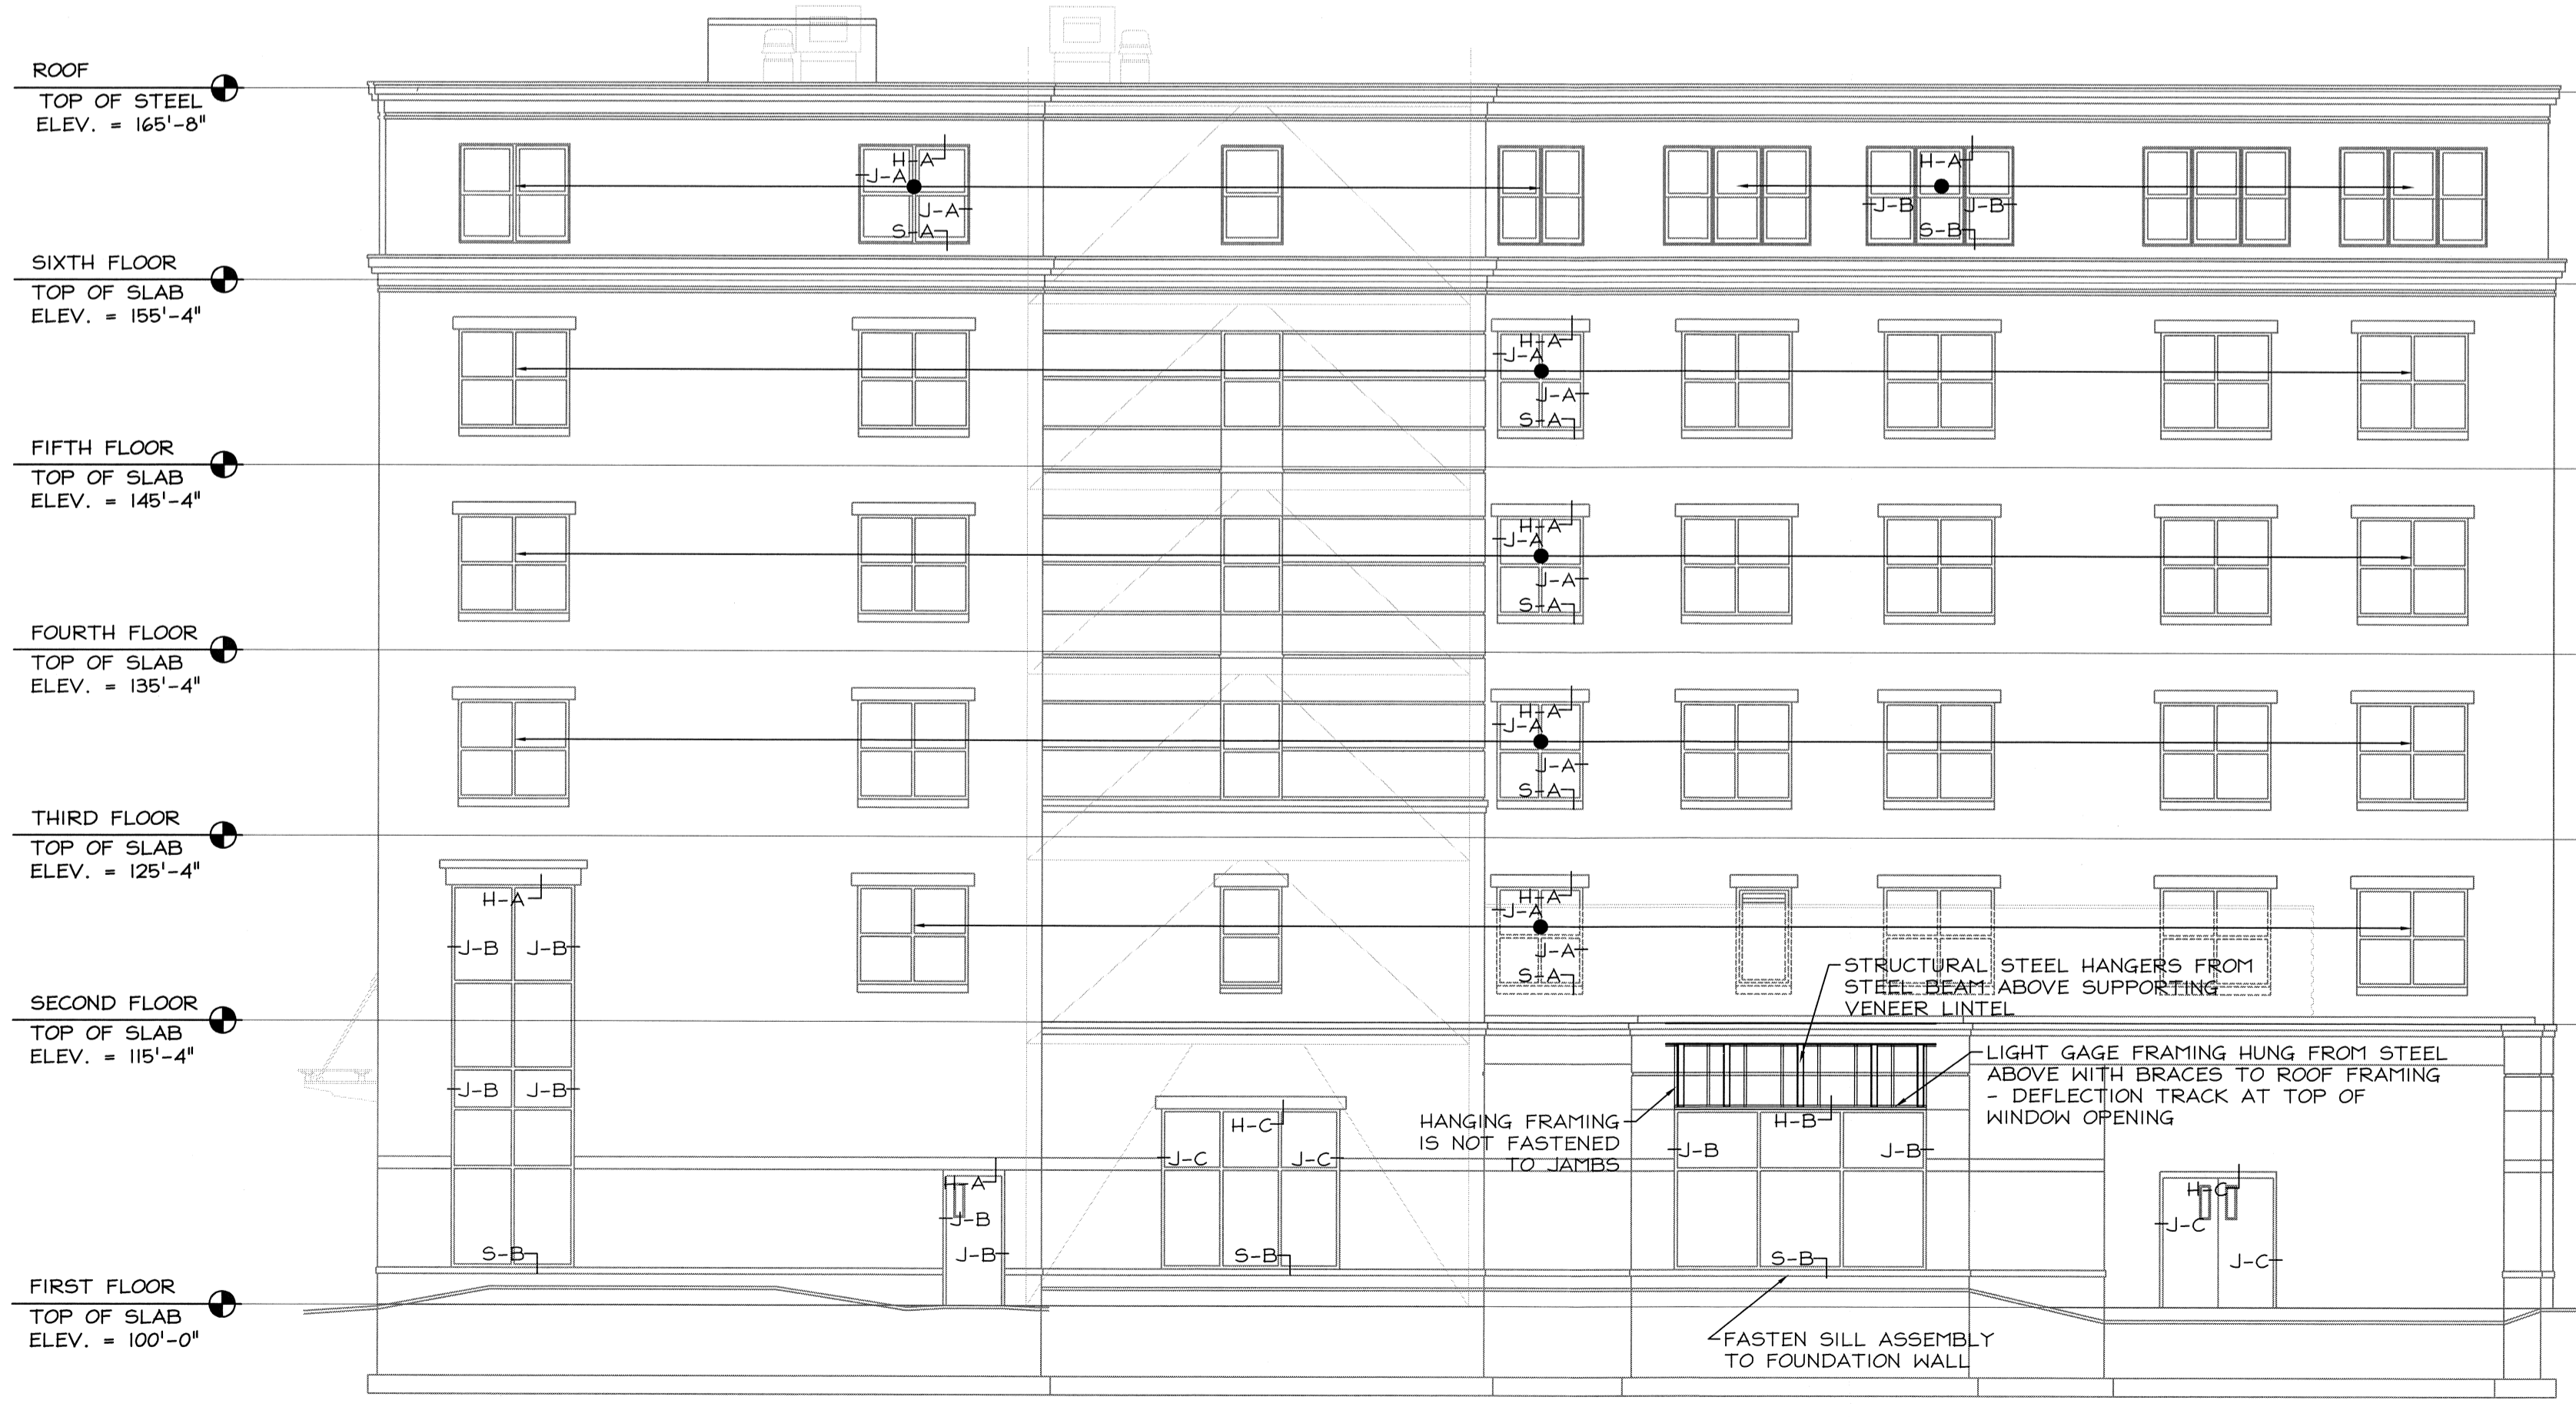 ROOF
TOP OF STEEL
ELEV. = 165'-8"
H-A
J-A
J-A
S-A
H-A
J-B
J-B
S-B
SIXTH FLOOR
TOP OF SLAB
ELEV. = 155'-4"
H-A
J-A
J-A
S-A
FIFTH FLOOR
TOP OF SLAB
ELEV. = 145'-4"
H-A
J-A
J-A
S-A
FOURTH FLOOR
TOP OF SLAB
ELEV. = 135'-4"
H-A
J-A
J-A
S-A
THIRD FLOOR
TOP OF SLAB
ELEV. = 125'-4"
H-A
J-B
J-B
H-A
J-A
J-A
S-A
STRUCTURAL STEEL HANGERS FROM
STEEL BEAM ABOVE SUPPORTING
VENEER LINTEL
SECOND FLOOR
TOP OF SLAB
ELEV. = 115'-4"
J-B
J-B
LIGHT GAGE FRAMING HUNG FROM STEEL
ABOVE WITH BRACES TO ROOF FRAMING
- DEFLECTION TRACK AT TOP OF
WINDOW OPENING
HANGING FRAMING
IS NOT FASTENED
TO JAMBS
H-C
J-C
J-C
H-B
J-B
J-B
H-A
J-B
J-B
H-C
J-C
J-C
S-B
S-B
S-B
FIRST FLOOR
TOP OF SLAB
ELEV. = 100'-0"
FASTEN SILL ASSEMBLY
TO FOUNDATION WALL